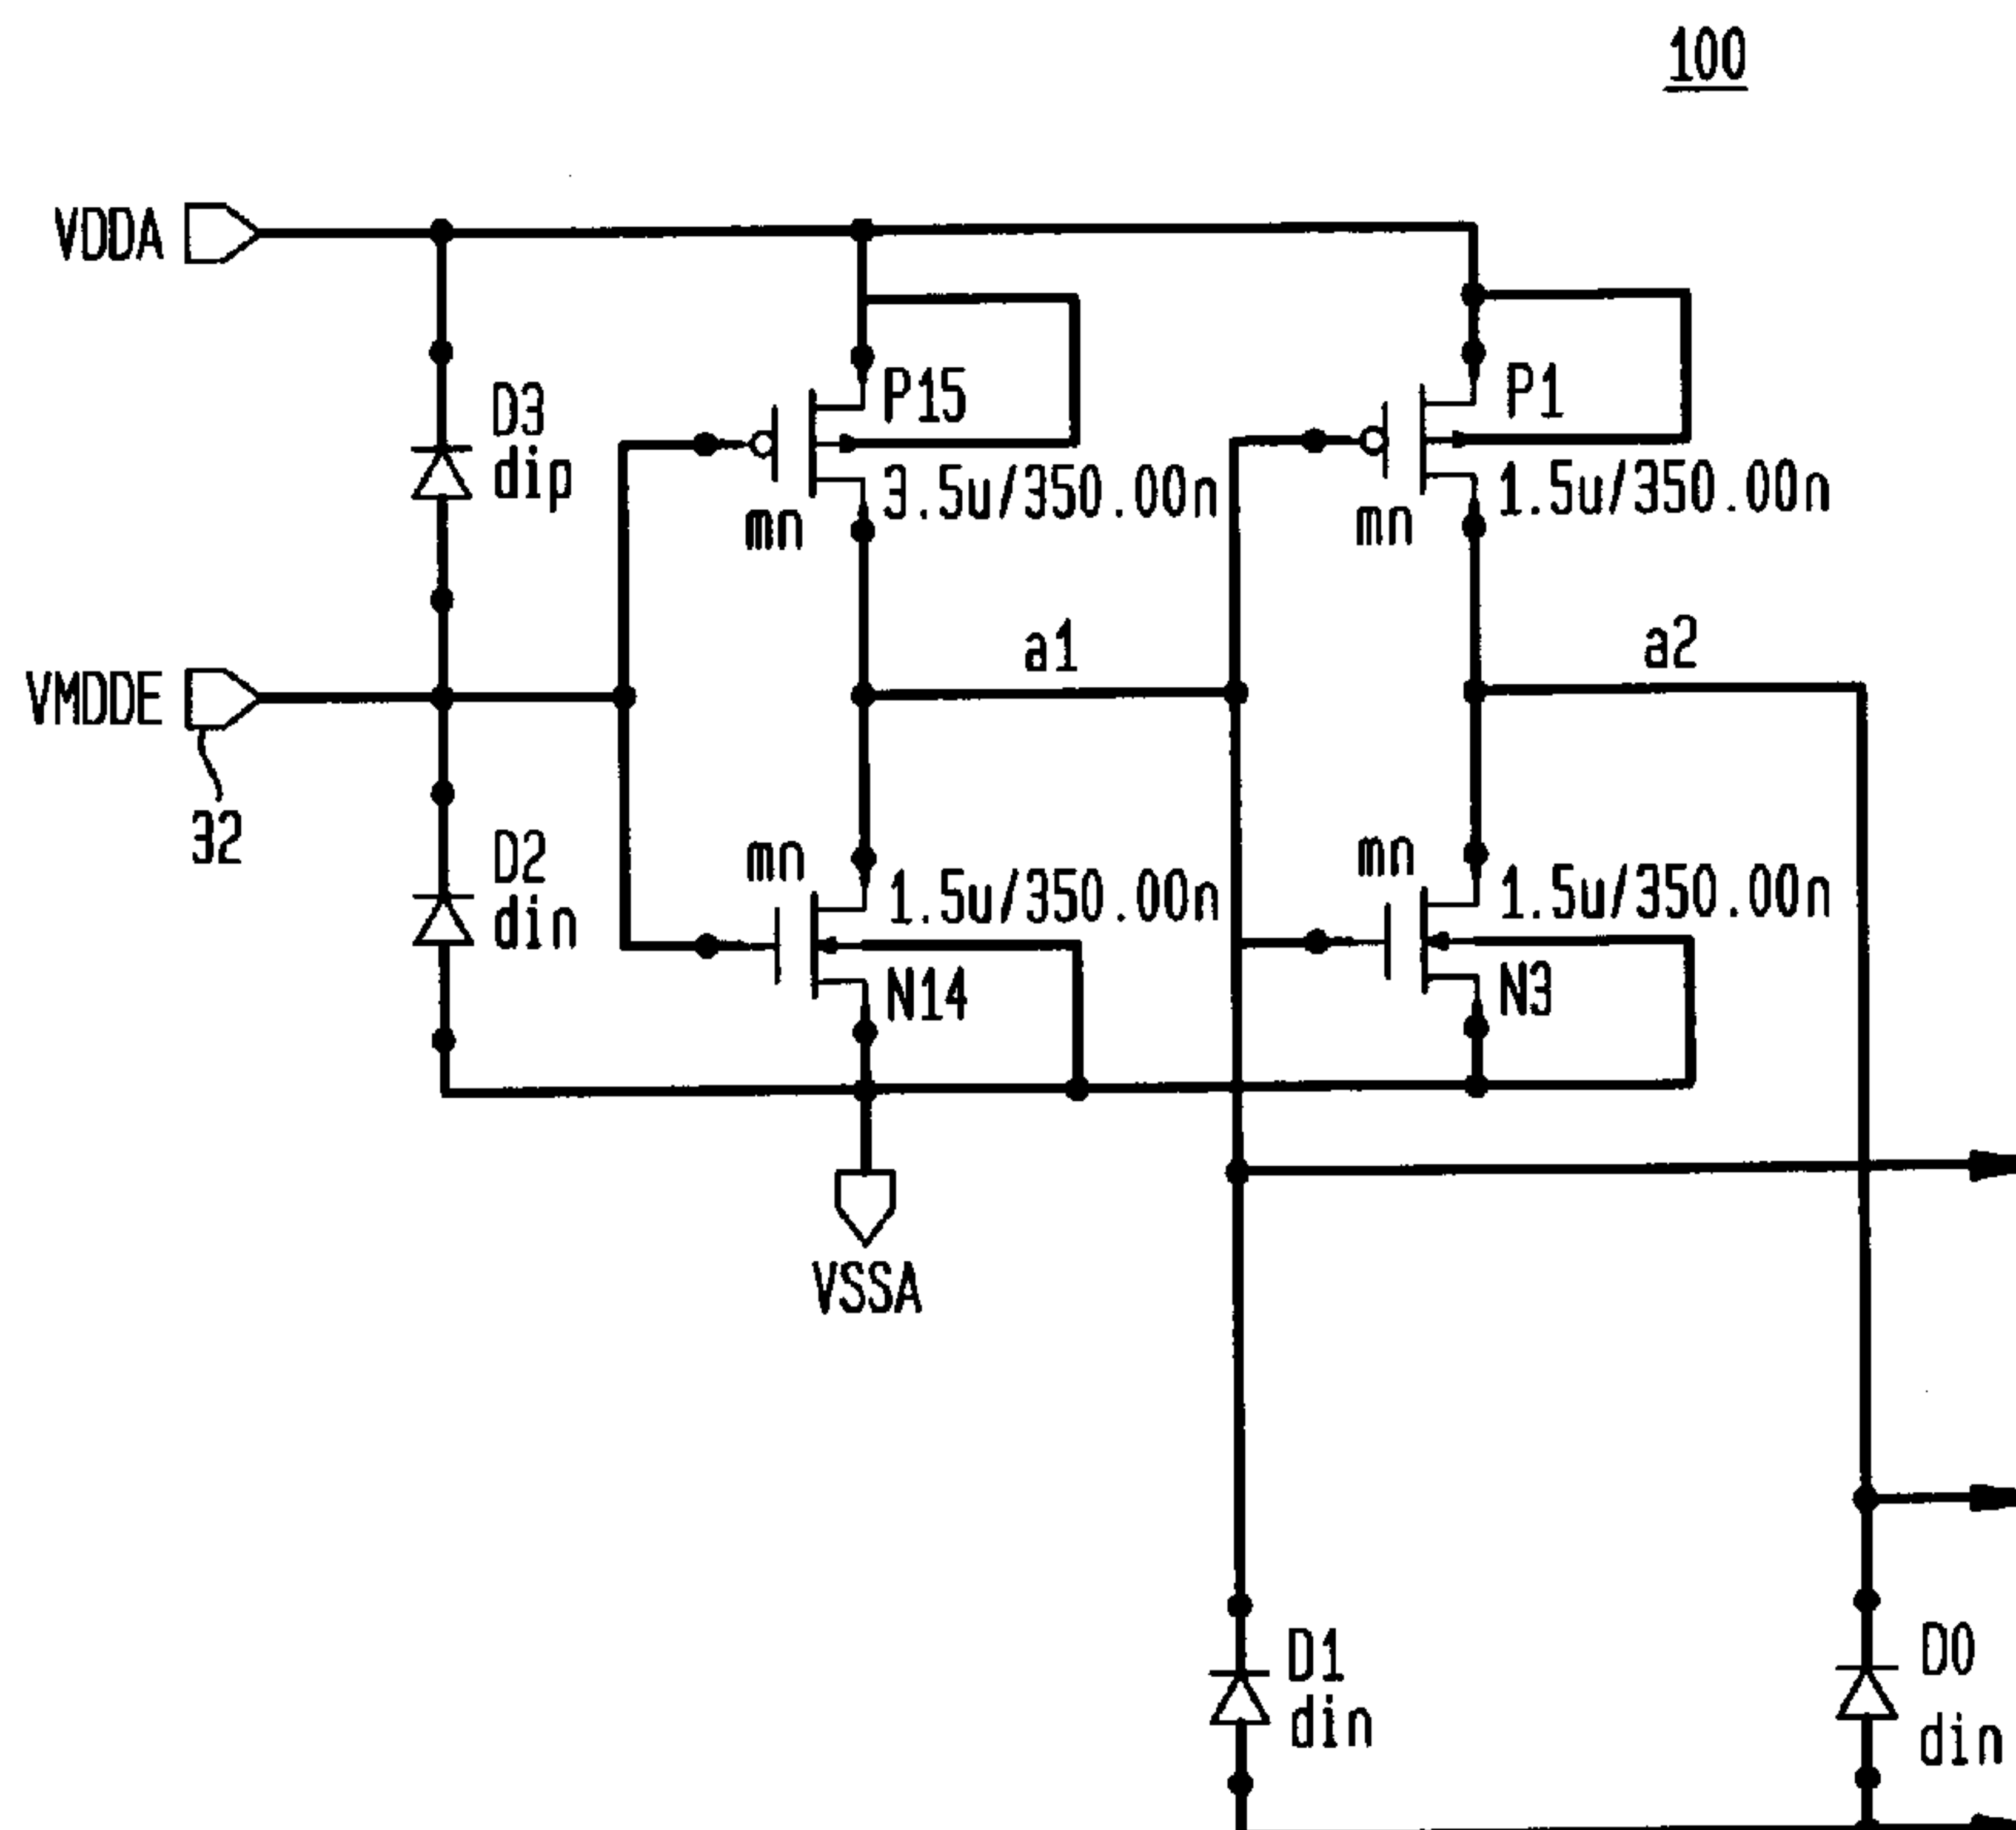 100
VDDA
D3
dip
P15
3.5u/350.00n
mn
P1
1.5u/350.00n
mn
a1
a2
VMDDE
32
D2
din
mn
1.5u/350.00n
N14
mn
1.5u/350.00n
N3
VSSA
D1
din
D0
din